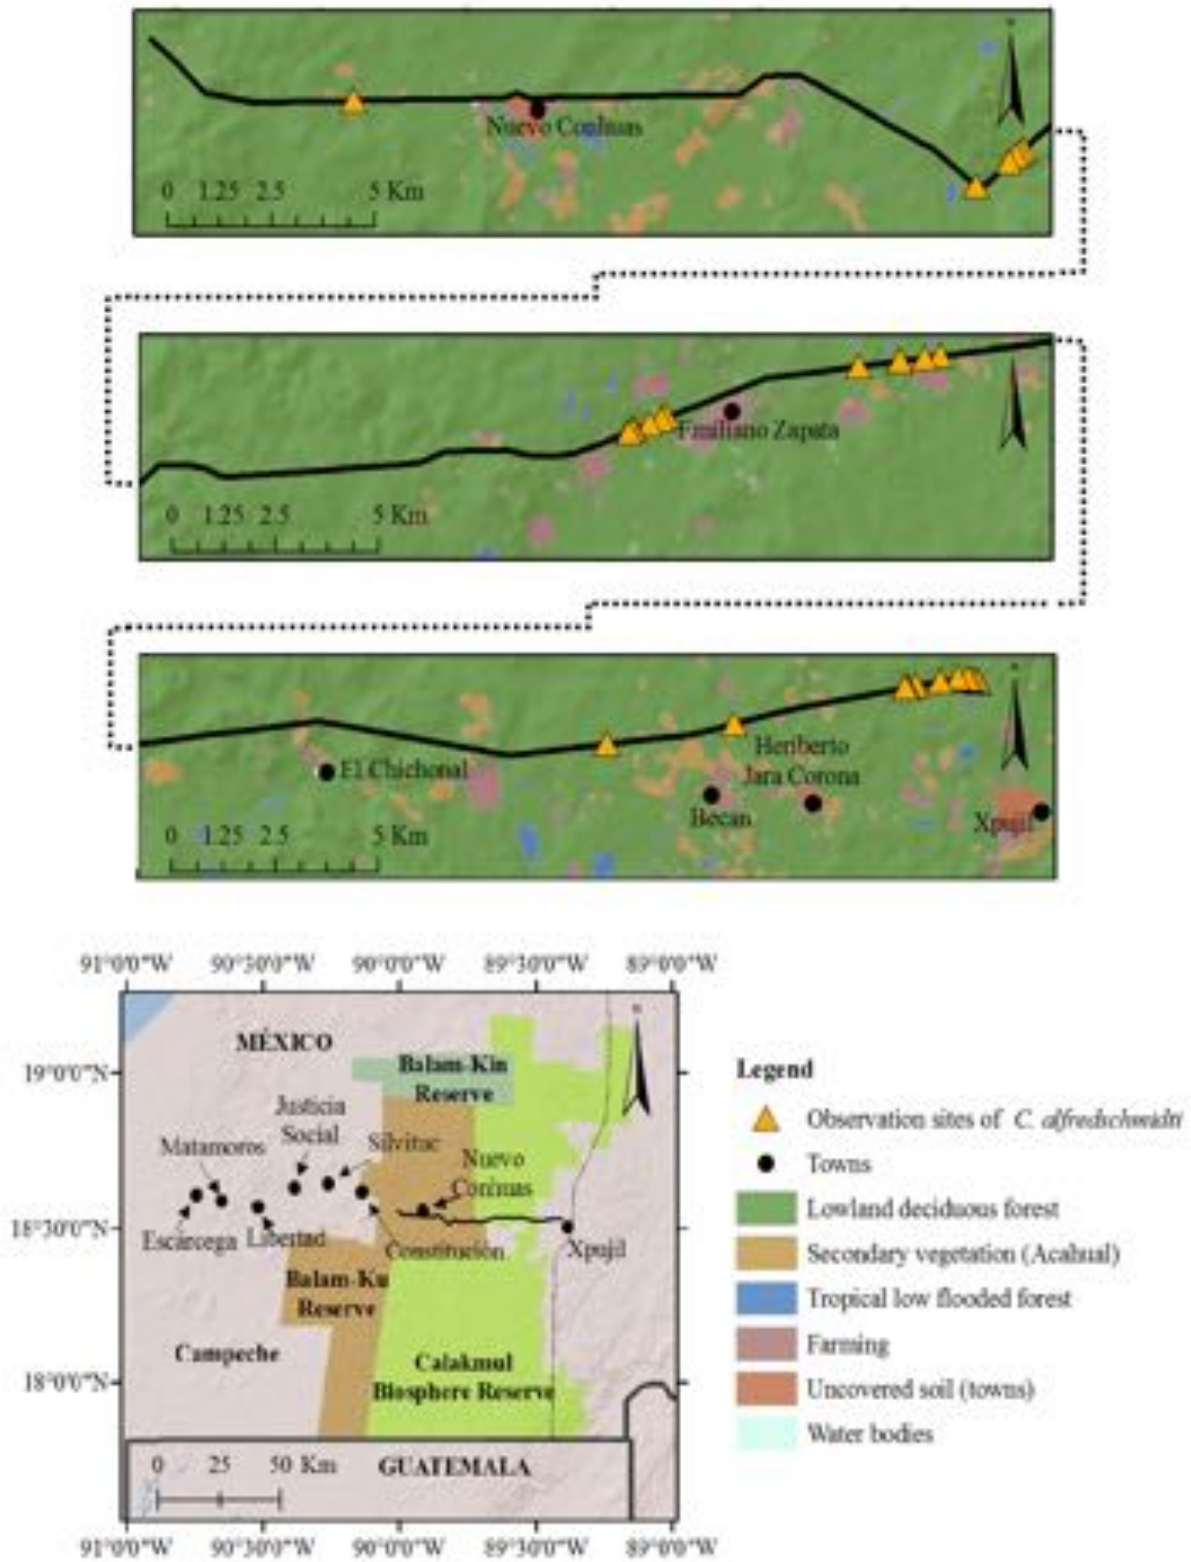 Nuevo Conhuas
0 1.25 2.5 5 Km
Emiliano Zapata
0 1.25 2.5 5 Km
El Chichonal
Heriberto
Jara Corona
Becan
Xpujil
0 1.25 2.5 5 Km
91°0'0"W 90°30'0"W 90°0'0"W 89°30'0"W 89°0'0"W
MÉXICO
19°0'0"N
Balam-Kin
Reserve
Justicia
Social
Matamoros
Silvituc
Nuevo
Conhuas
18°30'0"N
Escárcega
Libertad
Constitución
Xpujil
Balam-Ku
Reserve
Campeche
Calakmul
Biosphere Reserve
18°0'0"N
0 25 50 Km
GUATEMALA
91°0'0"W 90°30'0"W 90°0'0"W 89°30'0"W 89°0'0"W
Legend
Observation sites of C. alfredschmidti
Towns
Lowland deciduous forest
Secondary vegetation (Acahual)
Tropical low flooded forest
Farming
Uncovered soil (towns)
Water bodies